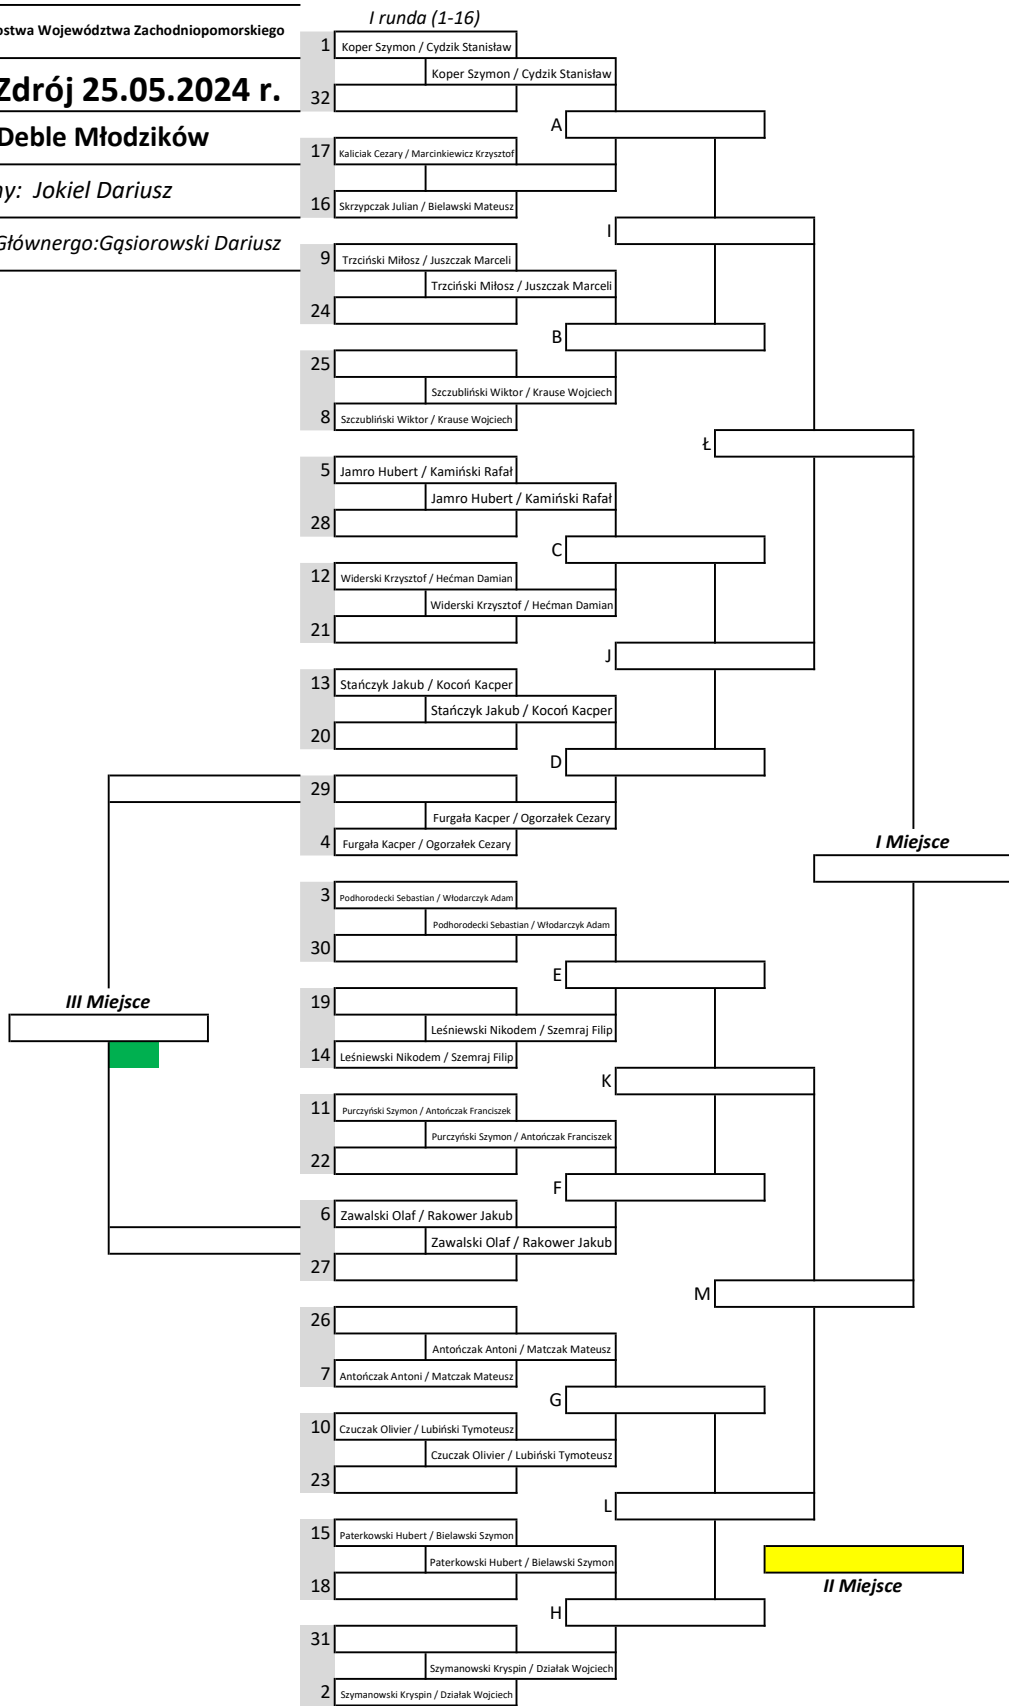 ostwa Województwa Zachodniopomorskiego
Zdrój 25.05.2024 r.
Deble Młodzików
ny: Jokiel Dariusz
Głównergo:Gąsiorowski Dariusz
I runda (1-16)
1 Koper Szymon / Cydzik Stanisław
Koper Szymon / Cydzik Stanisław
32
A
17 Kaliciak Cezary / Marcinkiewicz Krzysztof
16 Skrzypczak Julian / Bielawski Mateusz
I
9 Trzciński Miłosz / Juszczak Marceli
Trzciński Miłosz / Juszczak Marceli
24
B
25
Szczubliński Wiktor / Krause Wojciech
8 Szczubliński Wiktor / Krause Wojciech
Ł
5 Jamro Hubert / Kamiński Rafał
Jamro Hubert / Kamiński Rafał
28
C
12 Widerski Krzysztof / Hećman Damian
Widerski Krzysztof / Hećman Damian
21
J
13 Stańczyk Jakub / Kocoń Kacper
Stańczyk Jakub / Kocoń Kacper
20
D
29
Furgała Kacper / Ogorzałek Cezary
4 Furgała Kacper / Ogorzałek Cezary
I Miejsce
3 Podhorodecki Sebastian / Włodarczyk Adam
Podhorodecki Sebastian / Włodarczyk Adam
30
E
III Miejsce
19
Leśniewski Nikodem / Szemraj Filip
14 Leśniewski Nikodem / Szemraj Filip
K
11 Purczyński Szymon / Antończak Franciszek
Purczyński Szymon / Antończak Franciszek
22
F
6 Zawalski Olaf / Rakower Jakub
Zawalski Olaf / Rakower Jakub
27
M
26
Antończak Antoni / Matczak Mateusz
7 Antończak Antoni / Matczak Mateusz
G
10 Czuczak Olivier / Lubiński Tymoteusz
Czuczak Olivier / Lubiński Tymoteusz
23
L
15 Paterkowski Hubert / Bielawski Szymon
Paterkowski Hubert / Bielawski Szymon
18
II Miejsce
H
31
Szymanowski Kryspin / Działak Wojciech
2 Szymanowski Kryspin / Działak Wojciech